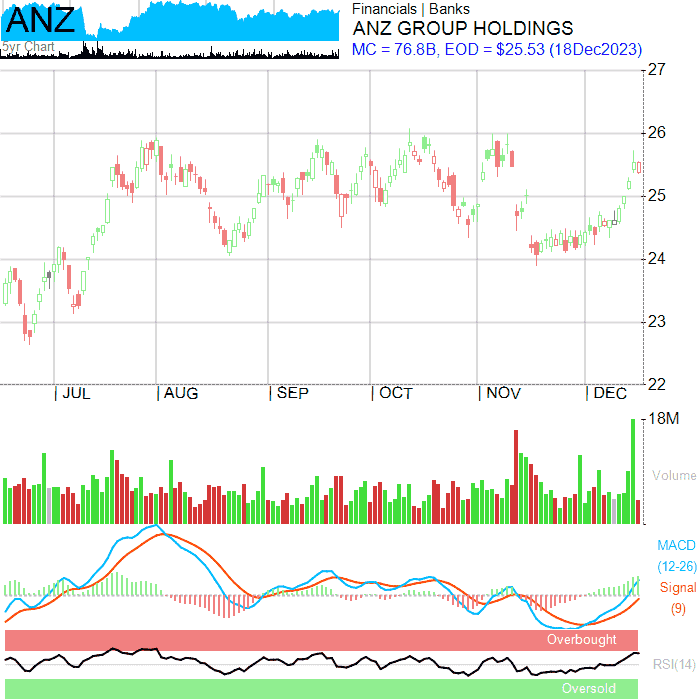 ANZ
5yr Chart
Financials | Banks
ANZ GROUP HOLDINGS
MC = 76.8B, EOD = $25.53 (18Dec2023)
27
26
25
24
23
22
JUL AUG SEP OCT NOV DEC
18M
Volume
MACD
(12-26)
Signal
(9)
Overbought
RSI(14)
Oversold